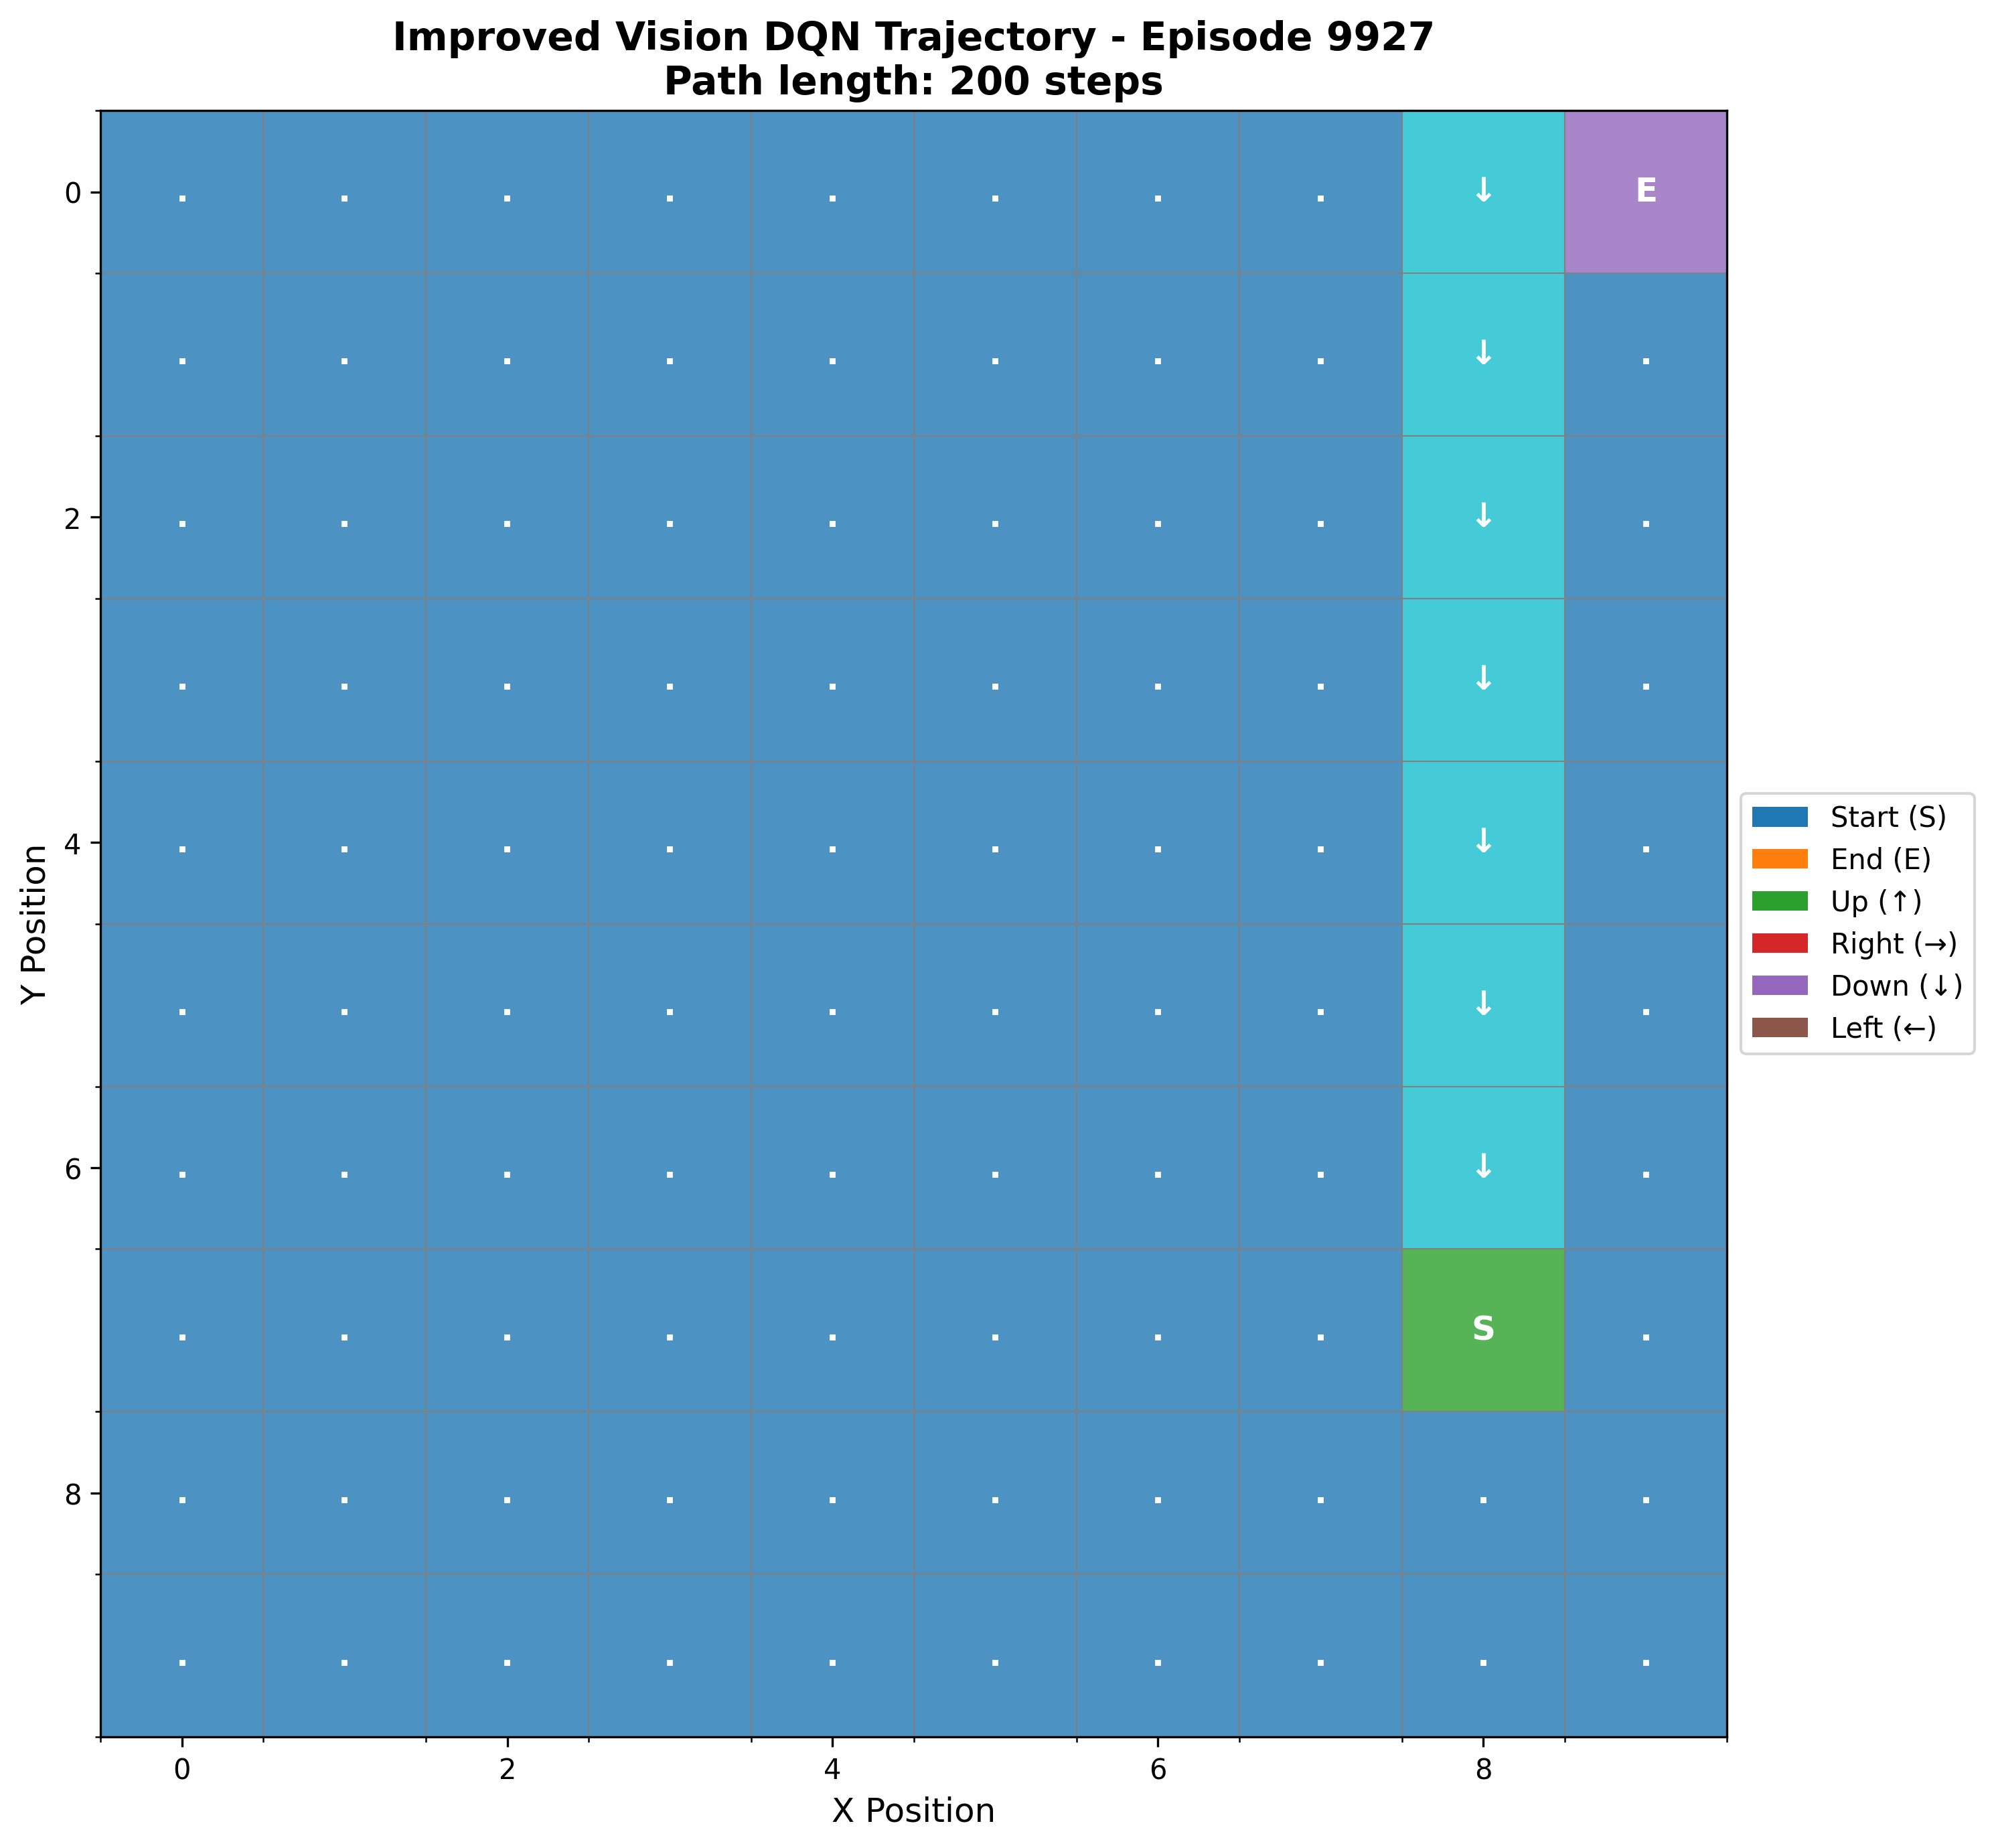 Improved Vision DQN Trajectory - Episode 9927
Path length: 200 steps
0 . . . . . . . . ↓ E
. . . . . . . . ↓ .
2 . . . . . . . . ↓ .
. . . . . . . . ↓ .
4 . . . . . . . . ↓ .
. . . . . . . . ↓ .
6 . . . . . . . . ↓ .
. . . . . . . . S .
8 . . . . . . . . . .
. . . . . . . . . .
0 2 4 6 8
X Position
Y Position
Start (S)
End (E)
Up (↑)
Right (→)
Down (↓)
Left (←)